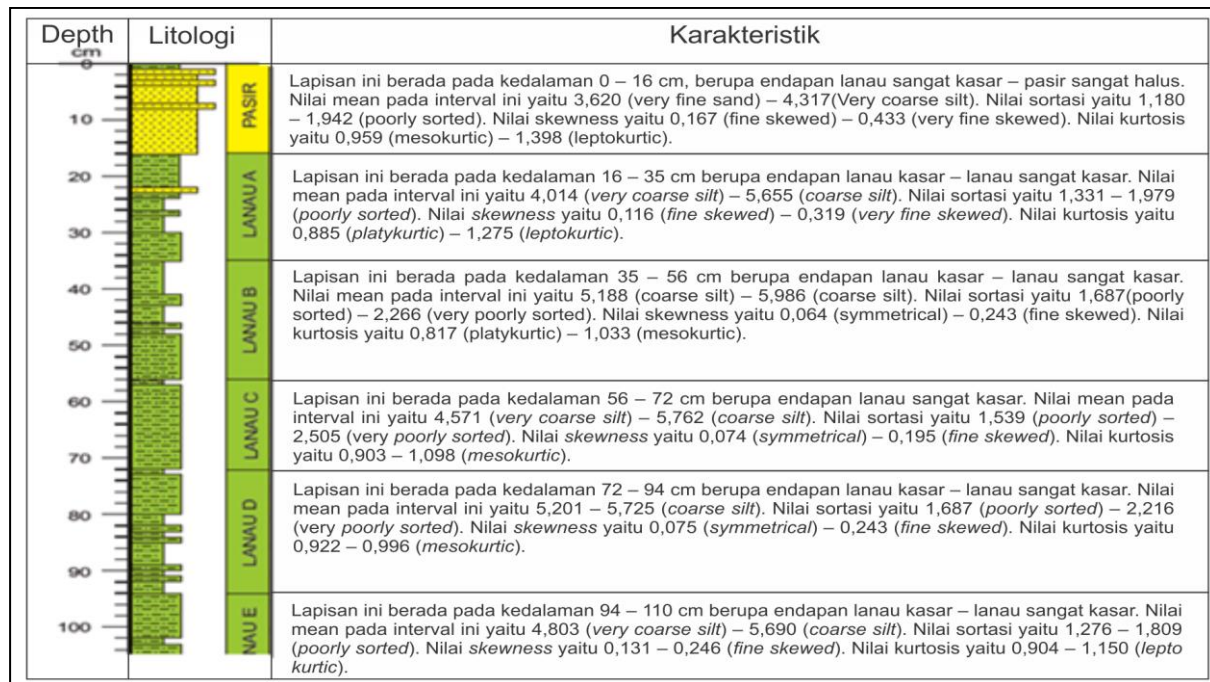 Depth
cm
Litologi
Karakteristik
0
10
20
30
40
50
60
70
80
90
100
PASIR
LANAU A
LANAU B
LANAU C
LANAU D
NAU E
Lapisan ini berada pada kedalaman 0 – 16 cm, berupa endapan lanau sangat kasar – pasir sangat halus.
Nilai mean pada interval ini yaitu 3,620 (very fine sand) – 4,317(Very coarse silt). Nilai sortasi yaitu 1,180
– 1,942 (poorly sorted). Nilai skewness yaitu 0,167 (fine skewed) – 0,433 (very fine skewed). Nilai kurtosis
yaitu 0,959 (mesokurtic) – 1,398 (leptokurtic).
Lapisan ini berada pada kedalaman 16 – 35 cm berupa endapan lanau kasar – lanau sangat kasar. Nilai
mean pada interval ini yaitu 4,014 (very coarse silt) – 5,655 (coarse silt). Nilai sortasi yaitu 1,331 – 1,979
(poorly sorted). Nilai skewness yaitu 0,116 (fine skewed) – 0,319 (very fine skewed). Nilai kurtosis yaitu
0,885 (platykurtic) – 1,275 (leptokurtic).
Lapisan ini berada pada kedalaman 35 – 56 cm berupa endapan lanau kasar – lanau sangat kasar.
Nilai mean pada interval ini yaitu 5,188 (coarse silt) – 5,986 (coarse silt). Nilai sortasi yaitu 1,687(poorly
sorted) – 2,266 (very poorly sorted). Nilai skewness yaitu 0,064 (symmetrical) – 0,243 (fine skewed). Nilai
kurtosis yaitu 0,817 (platykurtic) – 1,033 (mesokurtic).
Lapisan ini berada pada kedalaman 56 – 72 cm berupa endapan lanau sangat kasar. Nilai mean pada
interval ini yaitu 4,571 (very coarse silt) – 5,762 (coarse silt). Nilai sortasi yaitu 1,539 (poorly sorted) –
2,505 (very poorly sorted). Nilai skewness yaitu 0,074 (symmetrical) – 0,195 (fine skewed). Nilai kurtosis
yaitu 0,903 – 1,098 (mesokurtic).
Lapisan ini berada pada kedalaman 72 – 94 cm berupa endapan lanau kasar – lanau sangat kasar. Nilai
mean pada interval ini yaitu 5,201 – 5,725 (coarse silt). Nilai sortasi yaitu 1,687 (poorly sorted) – 2,216
(very poorly sorted). Nilai skewness yaitu 0,075 (symmetrical) – 0,243 (fine skewed). Nilai kurtosis yaitu
0,922 – 0,996 (mesokurtic).
Lapisan ini berada pada kedalaman 94 – 110 cm berupa endapan lanau kasar – lanau sangat kasar. Nilai
mean pada interval ini yaitu 4,803 (very coarse silt) – 5,690 (coarse silt). Nilai sortasi yaitu 1,276 – 1,809
(poorly sorted). Nilai skewness yaitu 0,131 – 0,246 (fine skewed). Nilai kurtosis yaitu 0,904 – 1,150 (lepto
kurtic).